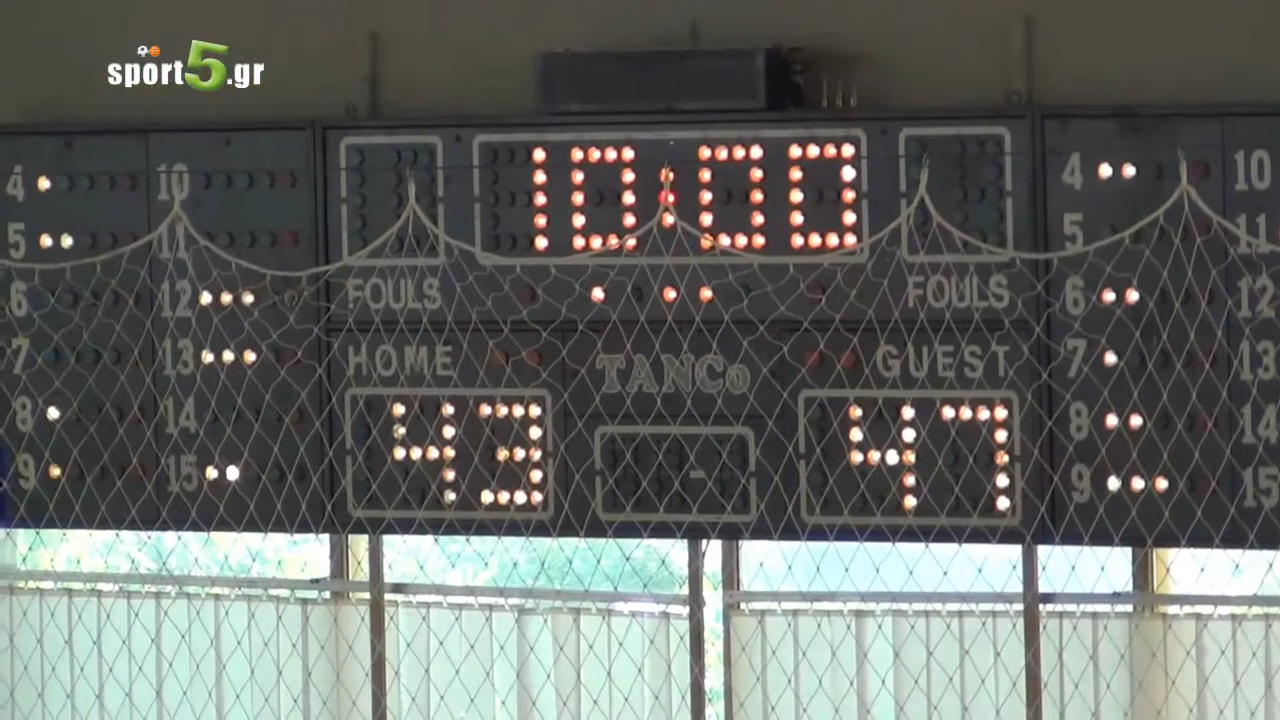 sport5.gr
10:00
4 10 4 10
5 11 5 11
6 12 FOULS FOULS 6 12
7 13 HOME TANCo GUEST 7 13
8 14 43 47 8 14
9 15 - 9 15